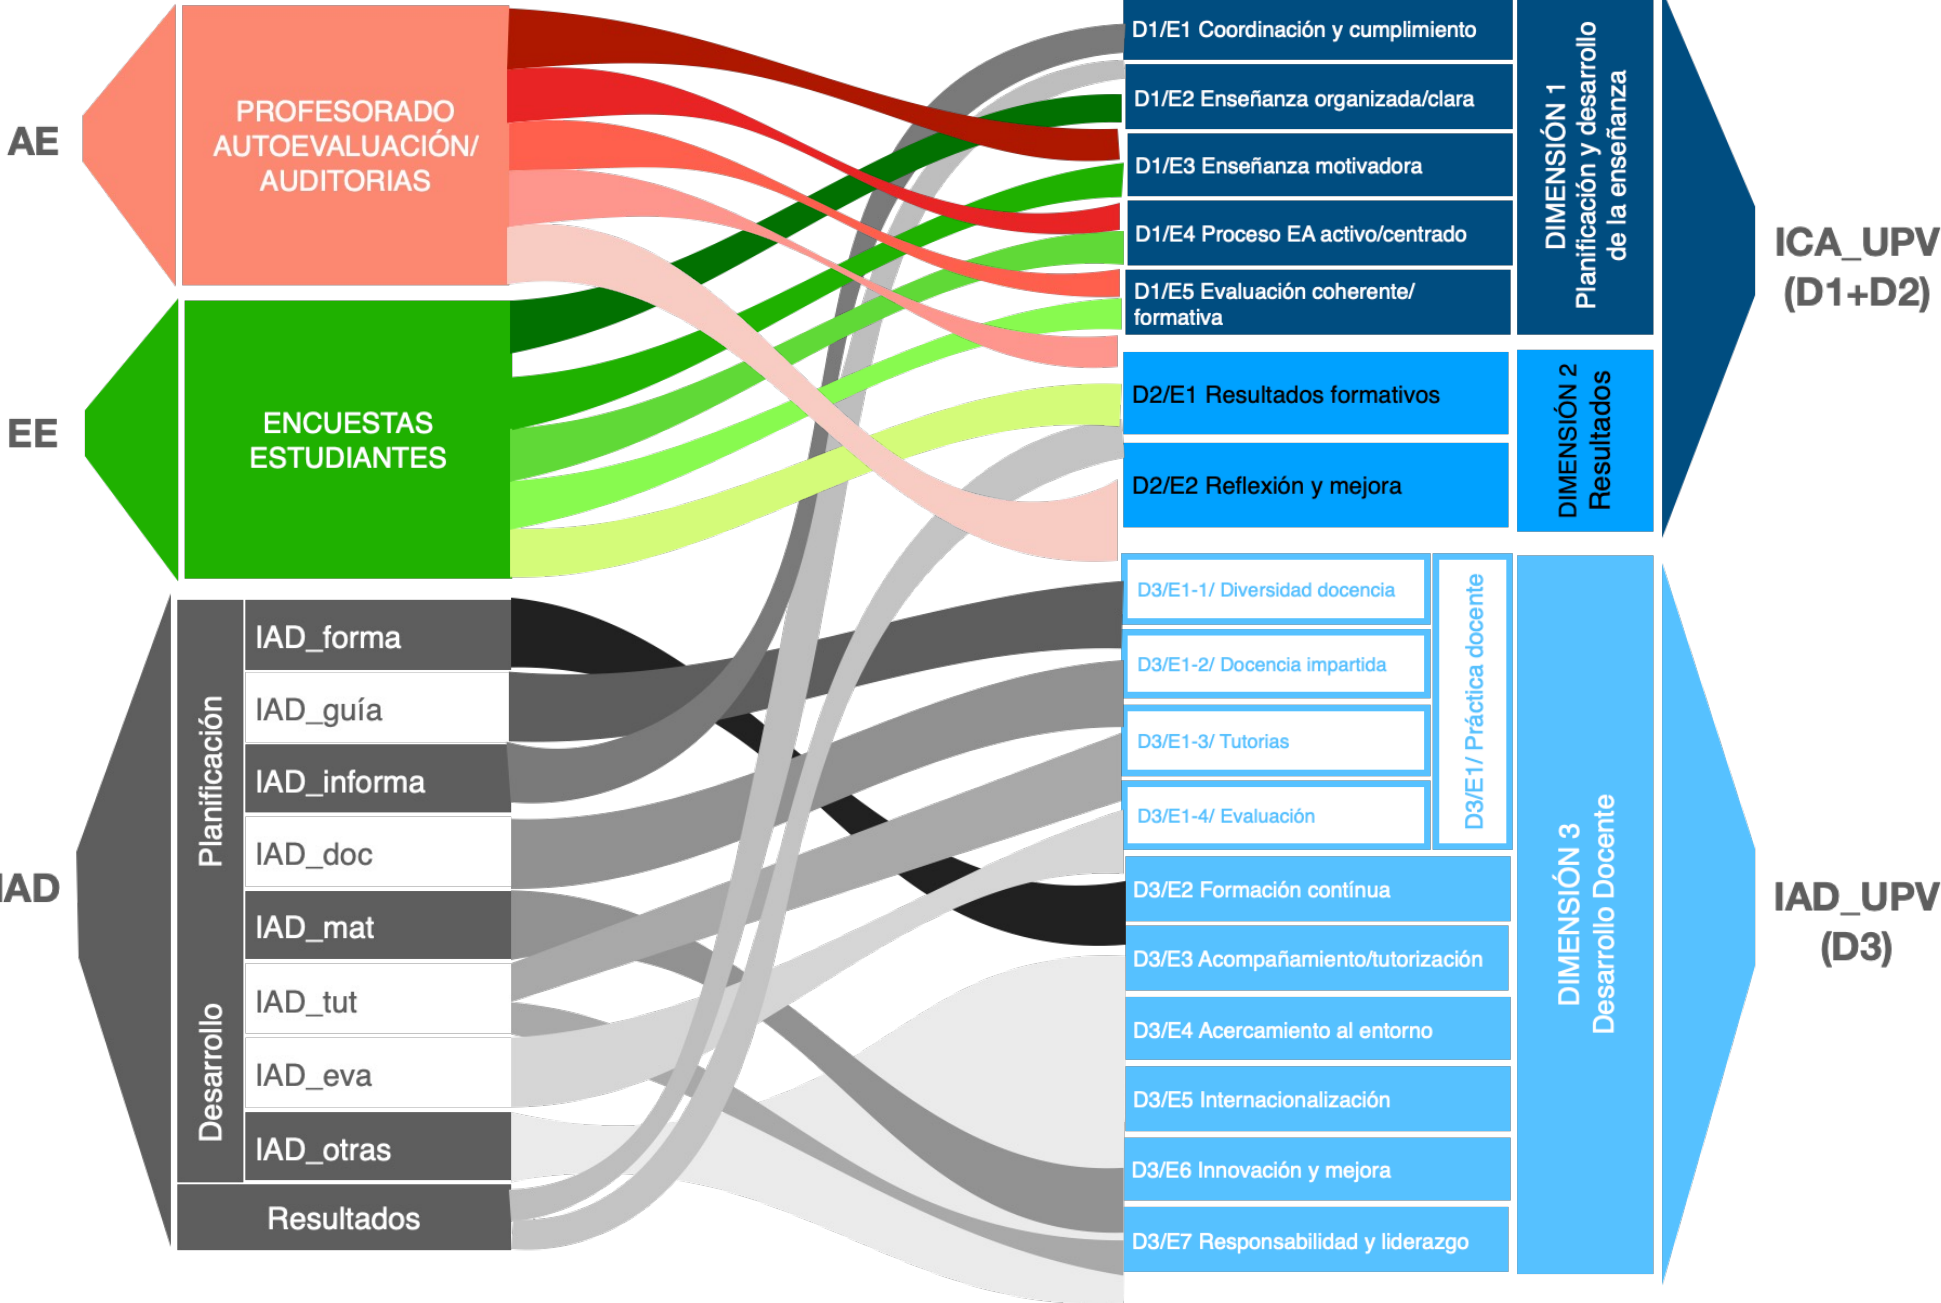 AE
PROFESORADO
AUTOEVALUACIÓN/
AUDITORIAS
EE
ENCUESTAS
ESTUDIANTES
IAD
Planificación
Desarrollo
IAD_forma
IAD_guía
IAD_informa
IAD_doc
IAD_mat
IAD_tut
IAD_eva
IAD_otras
Resultados
D1/E1 Coordinación y cumplimiento
D1/E2 Enseñanza organizada/clara
D1/E3 Enseñanza motivadora
D1/E4 Proceso EA activo/centrado
D1/E5 Evaluación coherente/
formativa
DIMENSIÓN 1
Planificación y desarrollo
de la enseñanza
D2/E1 Resultados formativos
D2/E2 Reflexión y mejora
DIMENSIÓN 2
Resultados
ICA_UPV
(D1+D2)
D3/E1-1/ Diversidad docencia
D3/E1-2/ Docencia impartida
D3/E1-3/ Tutorias
D3/E1-4/ Evaluación
D3/E1/ Práctica docente
D3/E2 Formación contínua
D3/E3 Acompañamiento/tutorización
D3/E4 Acercamiento al entorno
D3/E5 Internacionalización
D3/E6 Innovación y mejora
D3/E7 Responsabilidad y liderazgo
DIMENSIÓN 3
Desarrollo Docente
IAD_UPV
(D3)